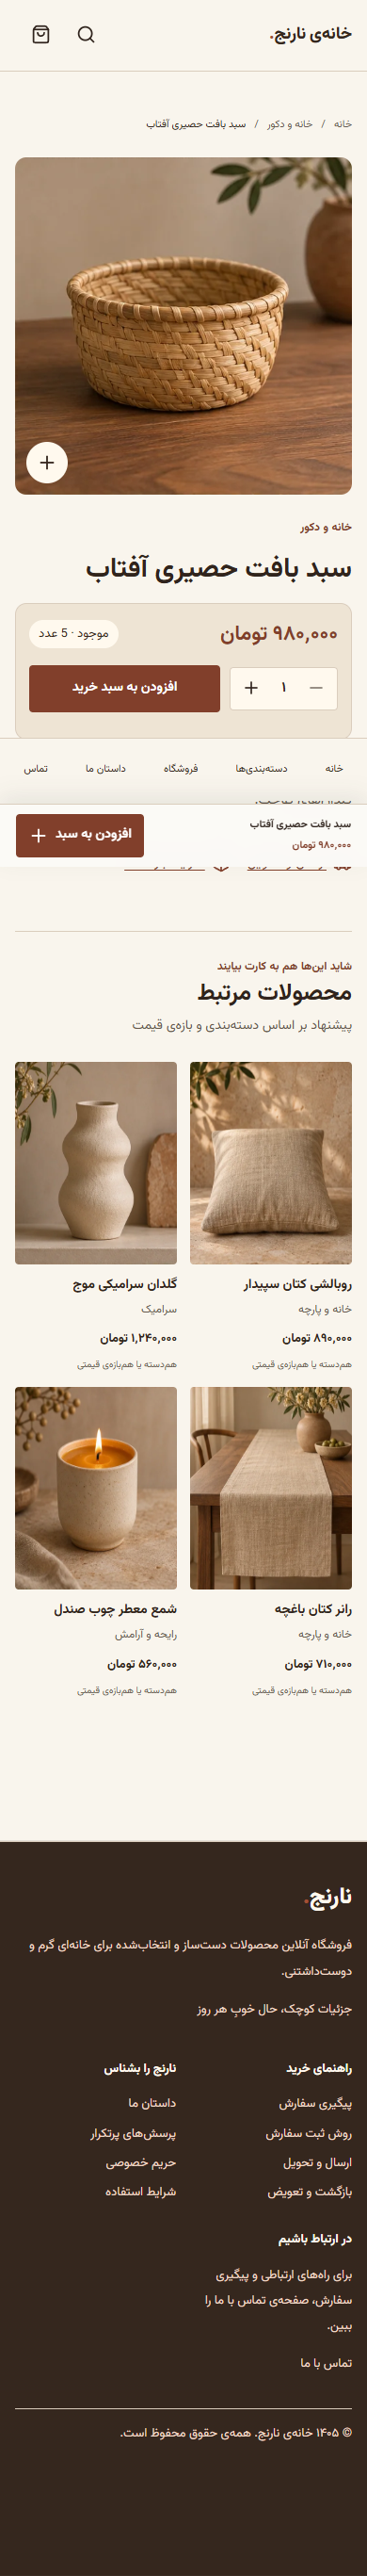 خانه‌ی نارنج.
خانه / خانه و دکور / سبد بافت حصیری آفتاب
خانه و دکور
سبد بافت حصیری آفتاب
۹۸۰,۰۰۰ تومان
موجود · 5 عدد
۱
افزودن به سبد خرید
خانه
دسته‌بندی‌ها
فروشگاه
داستان ما
تماس
سبد بافت حصیری آفتاب
۹۸۰,۰۰۰ تومان
افزودن به سبد
شاید این‌ها هم به کارت بیایند
محصولات مرتبط
پیشنهاد بر اساس دسته‌بندی و بازه‌ی قیمت
روبالشی کتان سپیدار
خانه و پارچه
۸۹۰,۰۰۰ تومان
هم‌دسته یا هم‌بازه‌ی قیمتی
گلدان سرامیکی موج
سرامیک
۱,۲۴۰,۰۰۰ تومان
هم‌دسته یا هم‌بازه‌ی قیمتی
رانر کتان باغچه
خانه و پارچه
۷۱۰,۰۰۰ تومان
هم‌دسته یا هم‌بازه‌ی قیمتی
شمع معطر چوب صندل
رایحه و آرامش
۵۶۰,۰۰۰ تومان
هم‌دسته یا هم‌بازه‌ی قیمتی
نارنج.
فروشگاه آنلاین محصولات دست‌ساز و انتخاب‌شده برای خانه‌ای گرم و
دوست‌داشتنی.
جزئیات کوچک، حال خوبِ هر روز
راهنمای خرید
پیگیری سفارش
روش ثبت سفارش
ارسال و تحویل
بازگشت و تعویض
نارنج را بشناس
داستان ما
پرسش‌های پرتکرار
حریم خصوصی
شرایط استفاده
در ارتباط باشیم
برای راه‌های ارتباطی و پیگیری
سفارش، صفحه‌ی تماس با ما را
ببین.
تماس با ما
© ۱۴۰۵ خانه‌ی نارنج. همه‌ی حقوق محفوظ است.